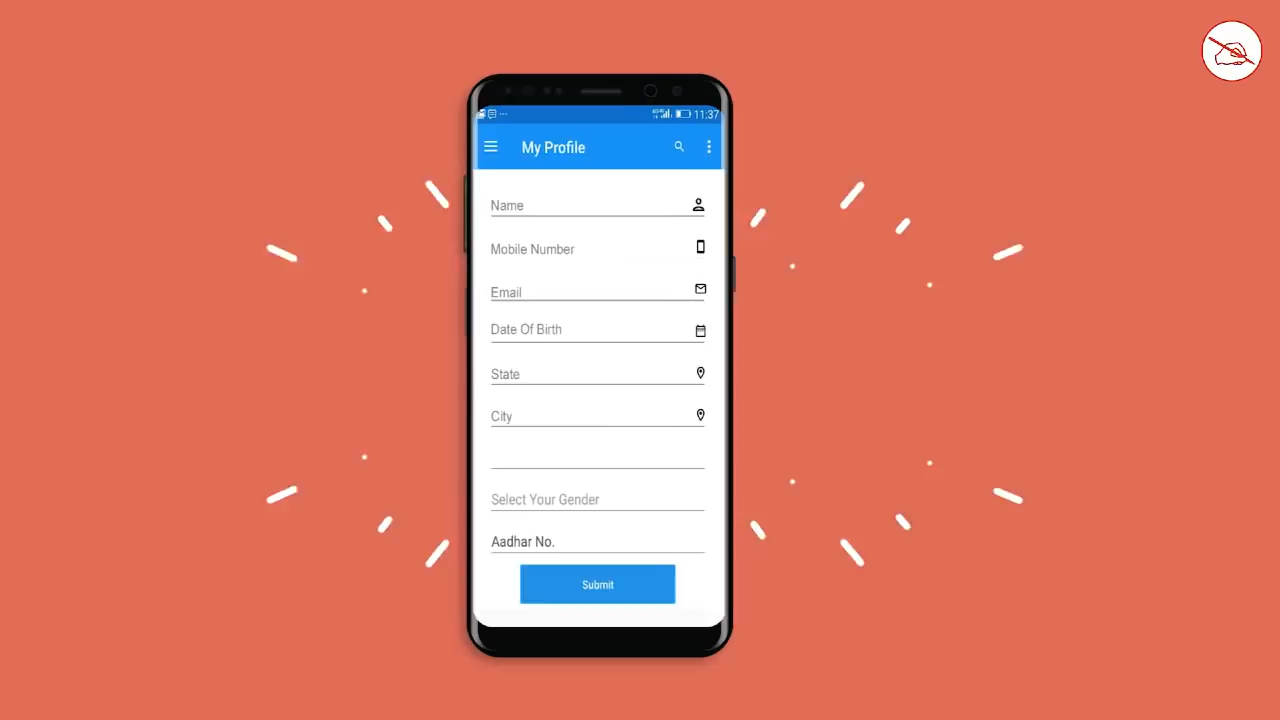 11:37
My Profile
Name
Mobile Number
Email
Date Of Birth
State
City
Select Your Gender
Aadhar No.
Submit